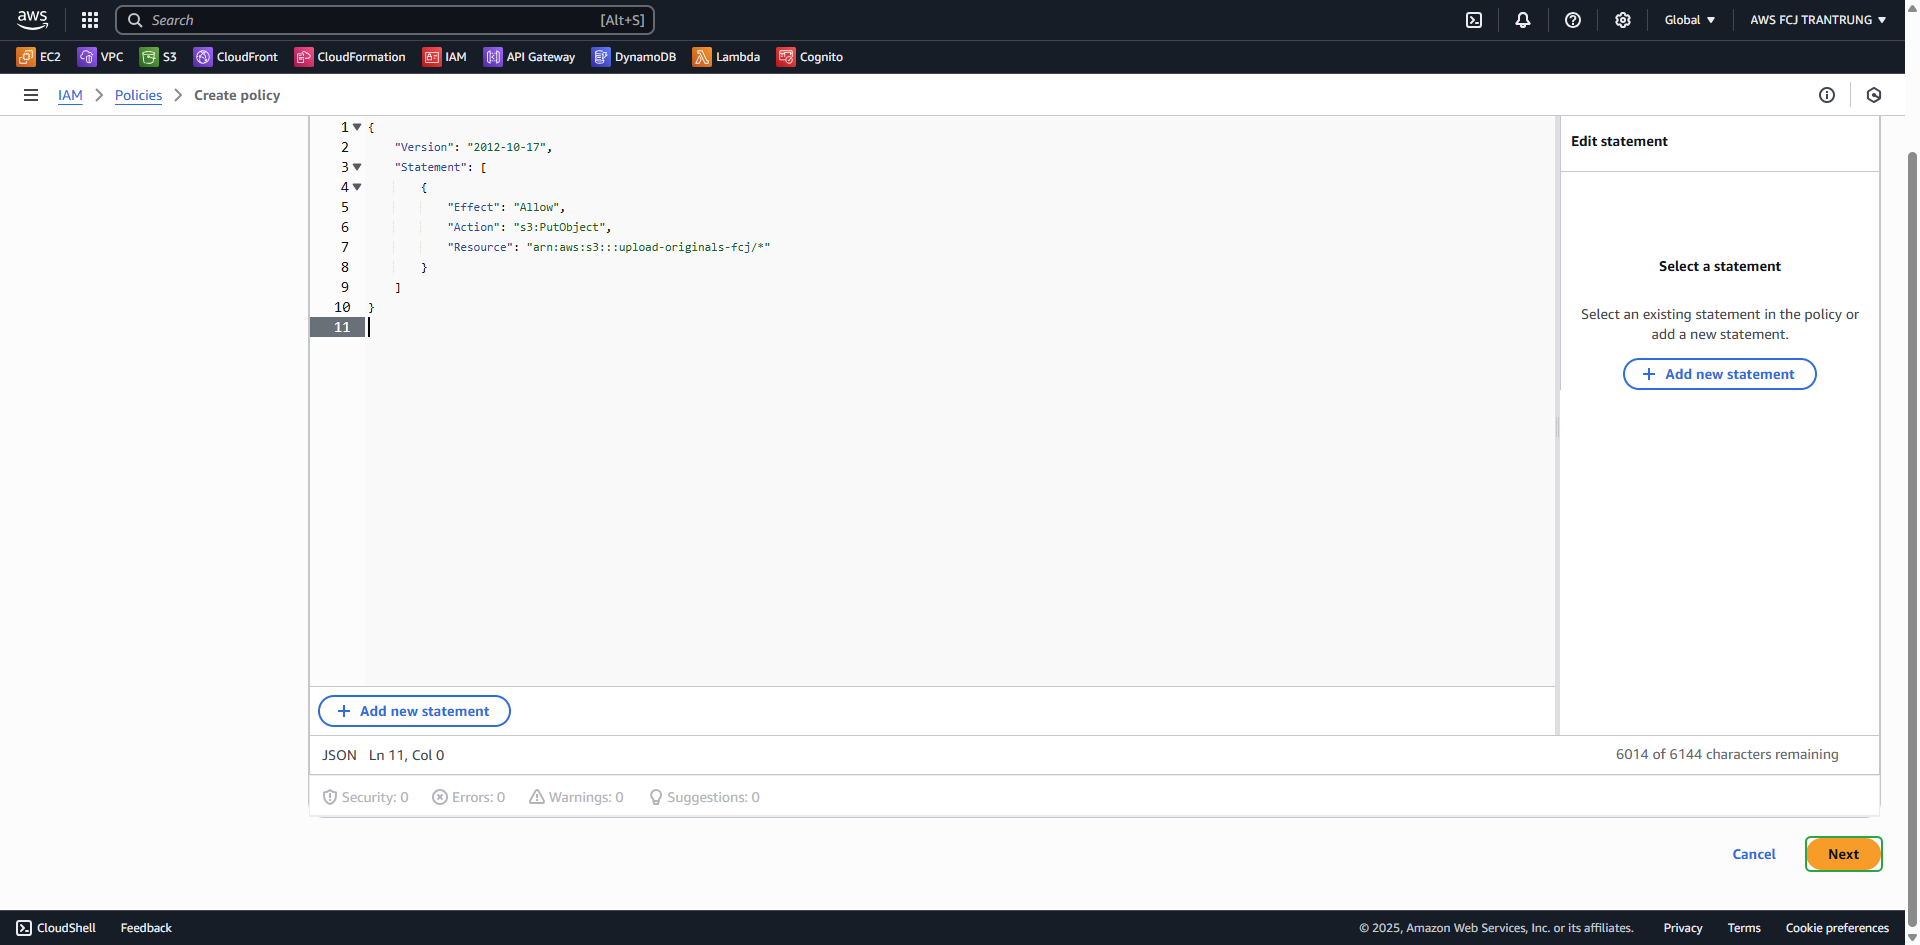 aws
Search [Alt+S] Global AWS FCJ TRANTRUNG
EC2 VPC S3 CloudFront CloudFormation IAM API Gateway DynamoDB Lambda Cognito
IAM Policies Create policy
1 {
2 "Version": "2012-10-17",
3 "Statement": [
4 {
5 "Effect": "Allow",
6 "Action": "s3:PutObject",
7 "Resource": "arn:aws:s3:::upload-originals-fcj/*"
8 }
9 ]
10 }
11
Edit statement
Select a statement
Select an existing statement in the policy or
add a new statement.
+ Add new statement
+ Add new statement
JSON Ln 11, Col 0 6014 of 6144 characters remaining
Security: 0 Errors: 0 Warnings: 0 Suggestions: 0
Cancel Next
CloudShell Feedback © 2025, Amazon Web Services, Inc. or its affiliates. Privacy Terms Cookie preferences